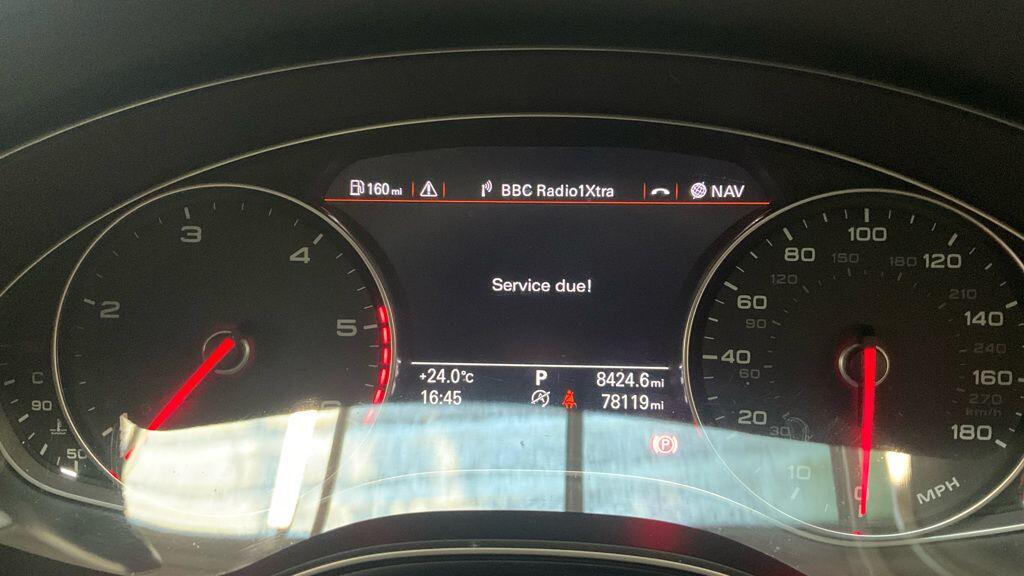 160 mi BBC Radio1Xtra NAV
Service due!
+24.0°C P 8424.6 mi
16:45 78119 mi
(P)
2 3 4 5
C 90 50
0 10 20 40 60 80 100 120 140 160 180
30 60 90 120 150 180 210 240 270
km/h
MPH